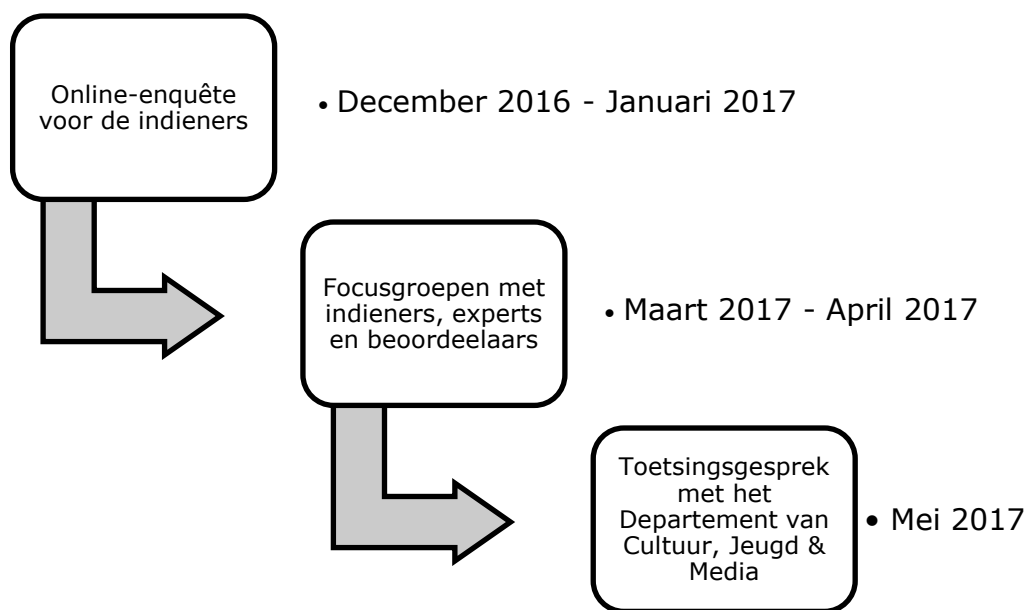 Online-enquête
voor de indieners
• December 2016 - Januari 2017
Focusgroepen met
indieners, experts
en beoordeelaars
• Maart 2017 - April 2017
Toetsingsgesprek
met het
Departement van
Cultuur, Jeugd &
Media
• Mei 2017